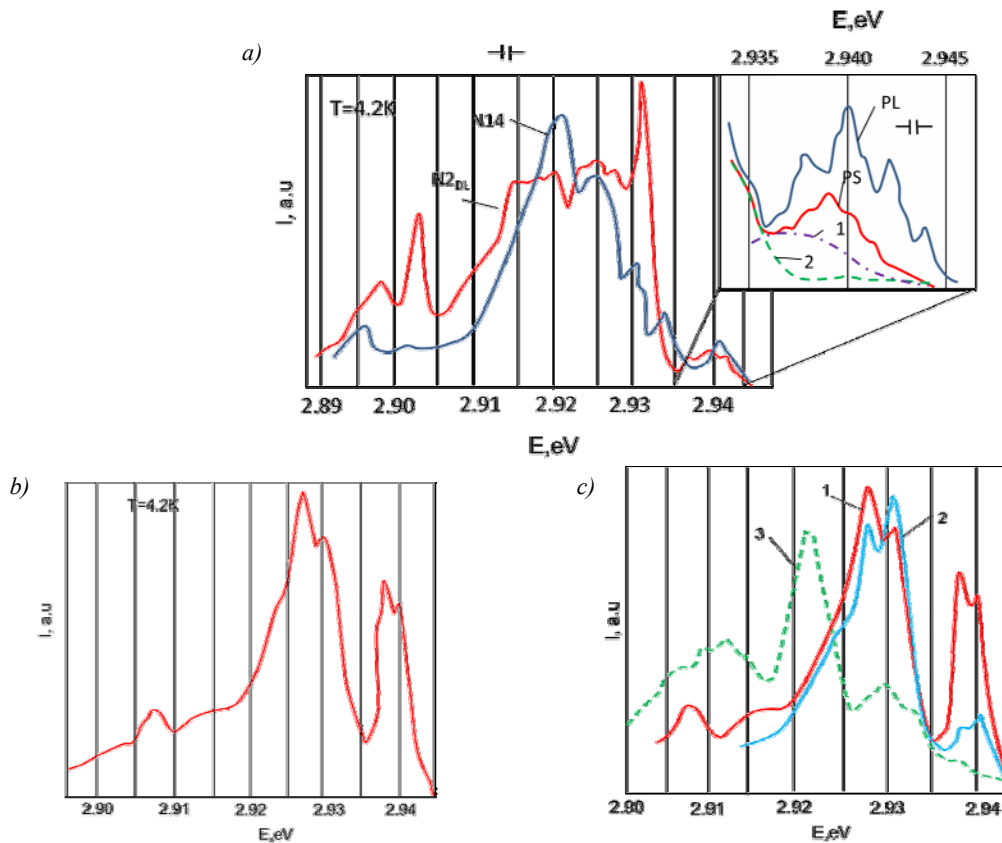 E,eV
a)
2.935 2.940 2.945
T=4.2K
N14
PL
N2DL
PS
1
2
I, a.u
2.89 2.90 2.91 2.92 2.93 2.94
E,eV
b)
T=4.2K
I, a.u
2.90 2.91 2.92 2.93 2.94
E,eV
c)
1
2
3
I, a.u
2.90 2.91 2.92 2.93 2.94
E,eV